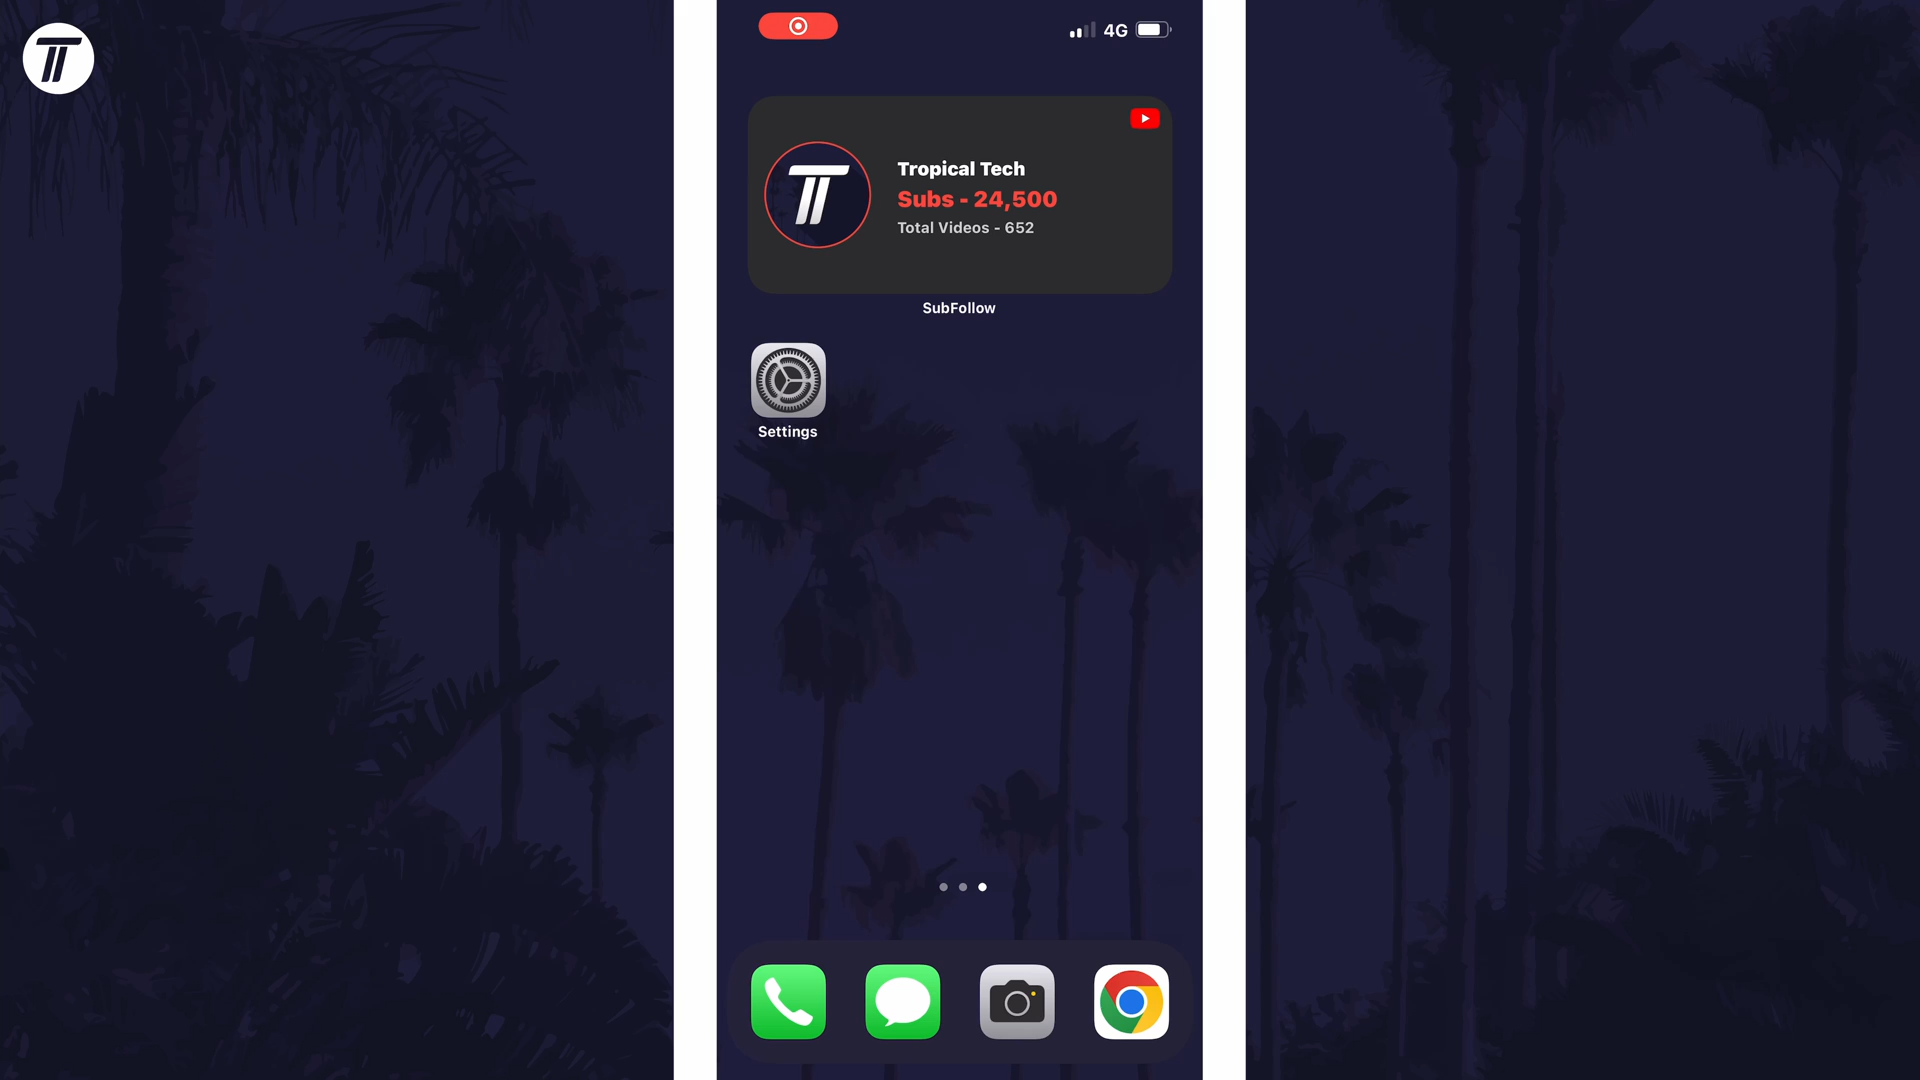 4G
Tropical Tech
Subs - 24,500
Total Videos - 652
SubFollow
Settings